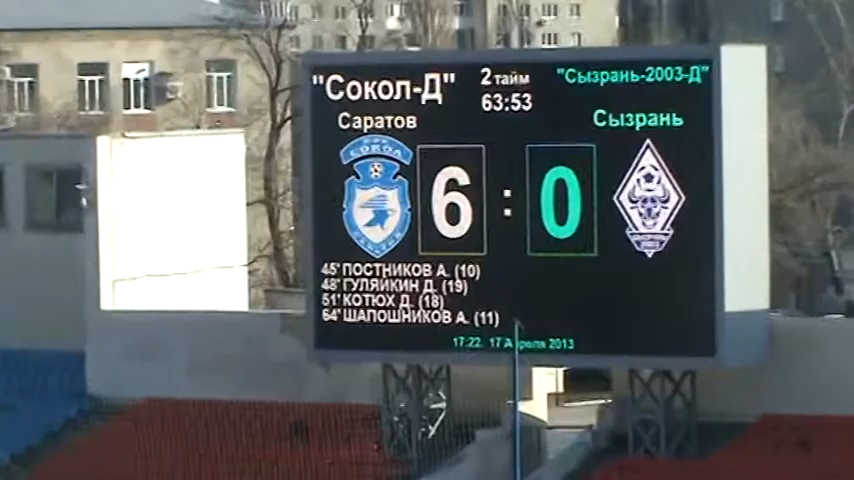 "Сокол-Д" 2 тайм "Сызрань-2003-Д"
63:53
Саратов Сызрань
СОКОЛ
6 : 0
45' ПОСТНИКОВ А. (10)
48' ГУЛЯЙКИН Д. (19)
51' КОТЮХ Д. (18)
64' ШАПОШНИКОВ А. (11)
17:22, 17 Апреля 2013